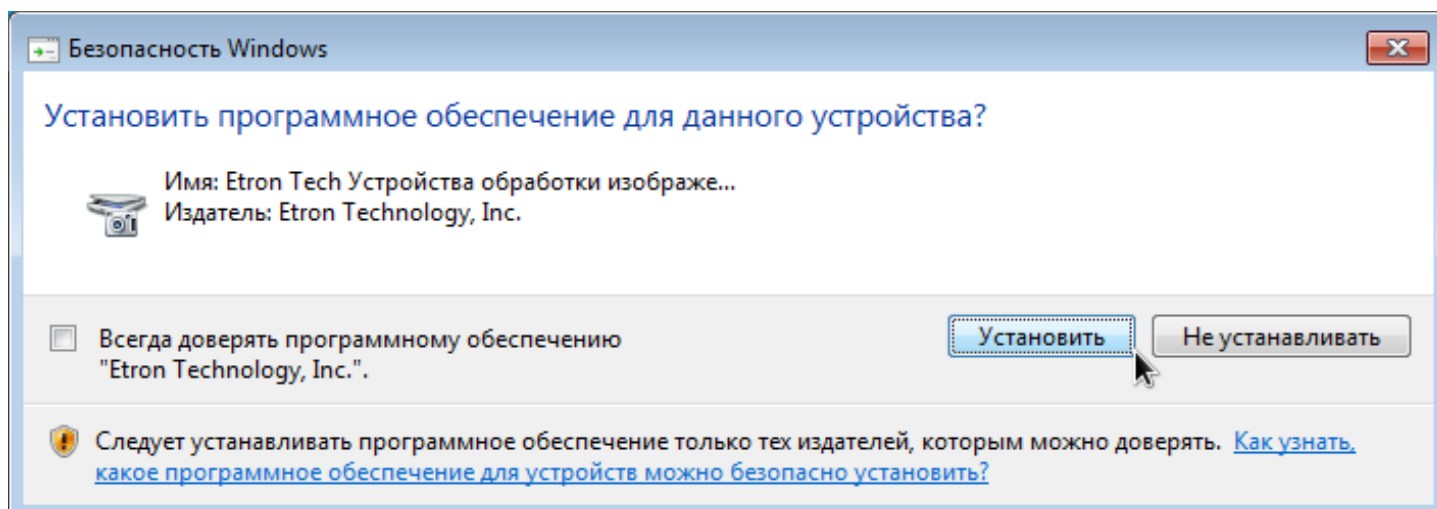 Безопасность Windows
Установить программное обеспечение для данного устройства?
Имя: Etron Tech Устройства обработки изображе...
Издатель: Etron Technology, Inc.
Всегда доверять программному обеспечению
"Etron Technology, Inc.".
Установить
Не устанавливать
Следует устанавливать программное обеспечение только тех издателей, которым можно доверять. Как узнать,
какое программное обеспечение для устройств можно безопасно установить?